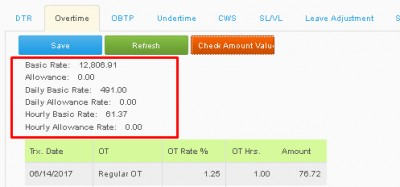 DTR Overtime OBTP Undertime CWS SL/VL Leave Adjustment
Save Refresh Check Amount Valu
Basic Rate: 12,806.91
Allowance: 0.00
Daily Basic Rate: 491.00
Daily Allowance Rate: 0.00
Hourly Basic Rate: 61.37
Hourly Allowance Rate: 0.00
Trx. Date OT OT Rate % OT Hrs. Amount
06/14/2017 Regular OT 1.25 1.00 76.72